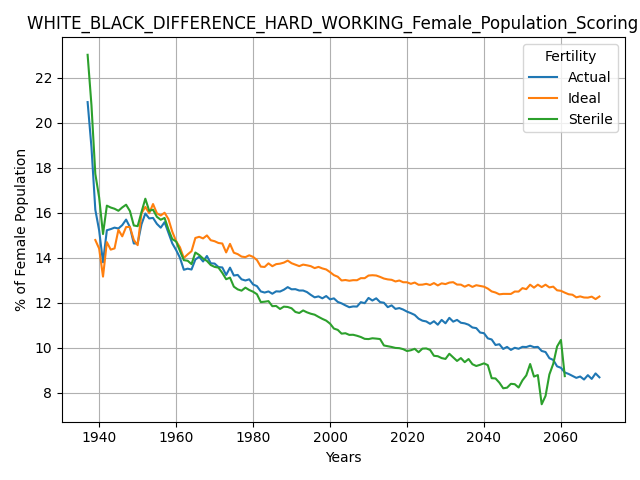 WHITE_BLACK_DIFFERENCE_HARD_WORKING_Female_Population_Scoring
Fertility
Actual
Ideal
Sterile
% of Female Population
22
20
18
16
14
12
10
8
1940 1960 1980 2000 2020 2040 2060
Years